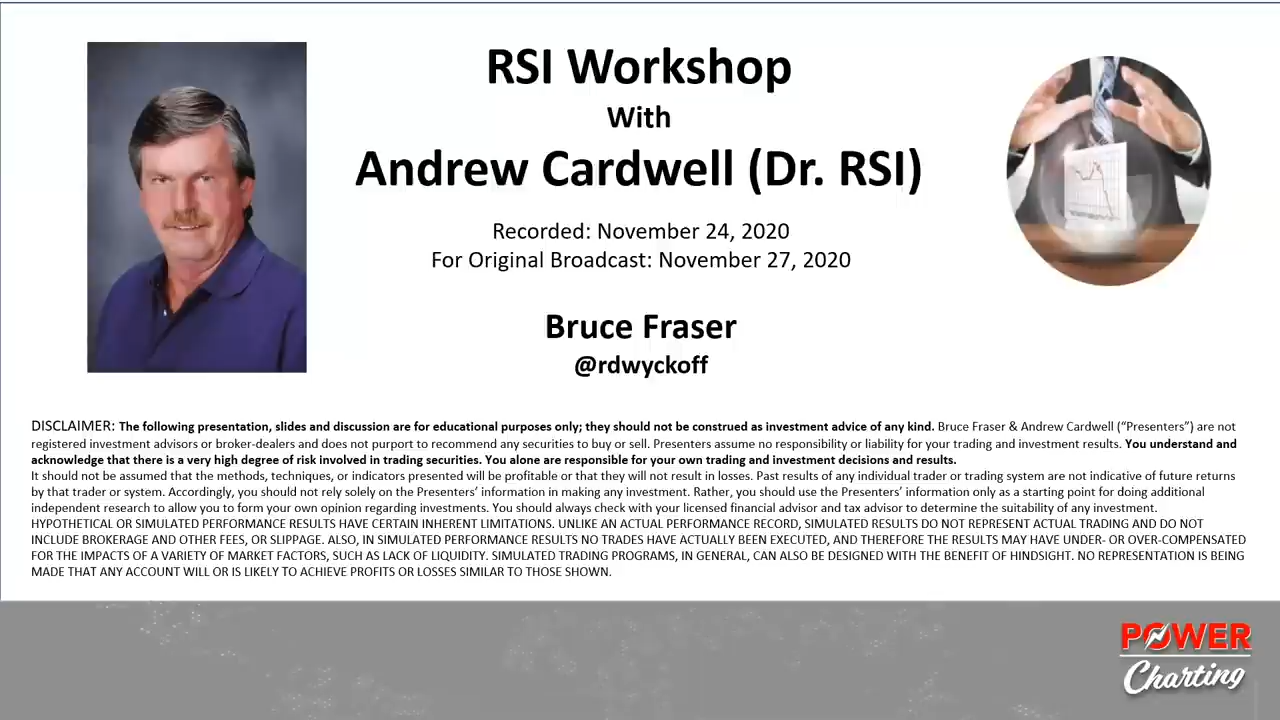 RSI Workshop
With
Andrew Cardwell (Dr. RSI)
Recorded: November 24, 2020
For Original Broadcast: November 27, 2020
Bruce Fraser
@rdwyckoff
DISCLAIMER: The following presentation, slides and discussion are for educational purposes only; they should not be construed as investment advice of any kind. Bruce Fraser & Andrew Cardwell (“Presenters”) are not
registered investment advisors or broker-dealers and does not purport to recommend any securities to buy or sell. Presenters assume no responsibility or liability for your trading and investment results. You understand and
acknowledge that there is a very high degree of risk involved in trading securities. You alone are responsible for your own trading and investment decisions and results.
It should not be assumed that the methods, techniques, or indicators presented will be profitable or that they will not result in losses. Past results of any individual trader or trading system are not indicative of future returns
by that trader or system. Accordingly, you should not rely solely on the Presenters’ information in making any investment. Rather, you should use the Presenters’ information only as a starting point for doing additional
independent research to allow you to form your own opinion regarding investments. You should always check with your licensed financial advisor and tax advisor to determine the suitability of any investment.
HYPOTHETICAL OR SIMULATED PERFORMANCE RESULTS HAVE CERTAIN INHERENT LIMITATIONS. UNLIKE AN ACTUAL PERFORMANCE RECORD, SIMULATED RESULTS DO NOT REPRESENT ACTUAL TRADING AND DO NOT
INCLUDE BROKERAGE AND OTHER FEES, OR SLIPPAGE. ALSO, IN SIMULATED PERFORMANCE RESULTS NO TRADES HAVE ACTUALLY BEEN EXECUTED, AND THEREFORE THE RESULTS MAY HAVE UNDER- OR OVER-COMPENSATED
FOR THE IMPACTS OF A VARIETY OF MARKET FACTORS, SUCH AS LACK OF LIQUIDITY. SIMULATED TRADING PROGRAMS, IN GENERAL, CAN ALSO BE DESIGNED WITH THE BENEFIT OF HINDSIGHT. NO REPRESENTATION IS BEING
MADE THAT ANY ACCOUNT WILL OR IS LIKELY TO ACHIEVE PROFITS OR LOSSES SIMILAR TO THOSE SHOWN.
POWER
Charting